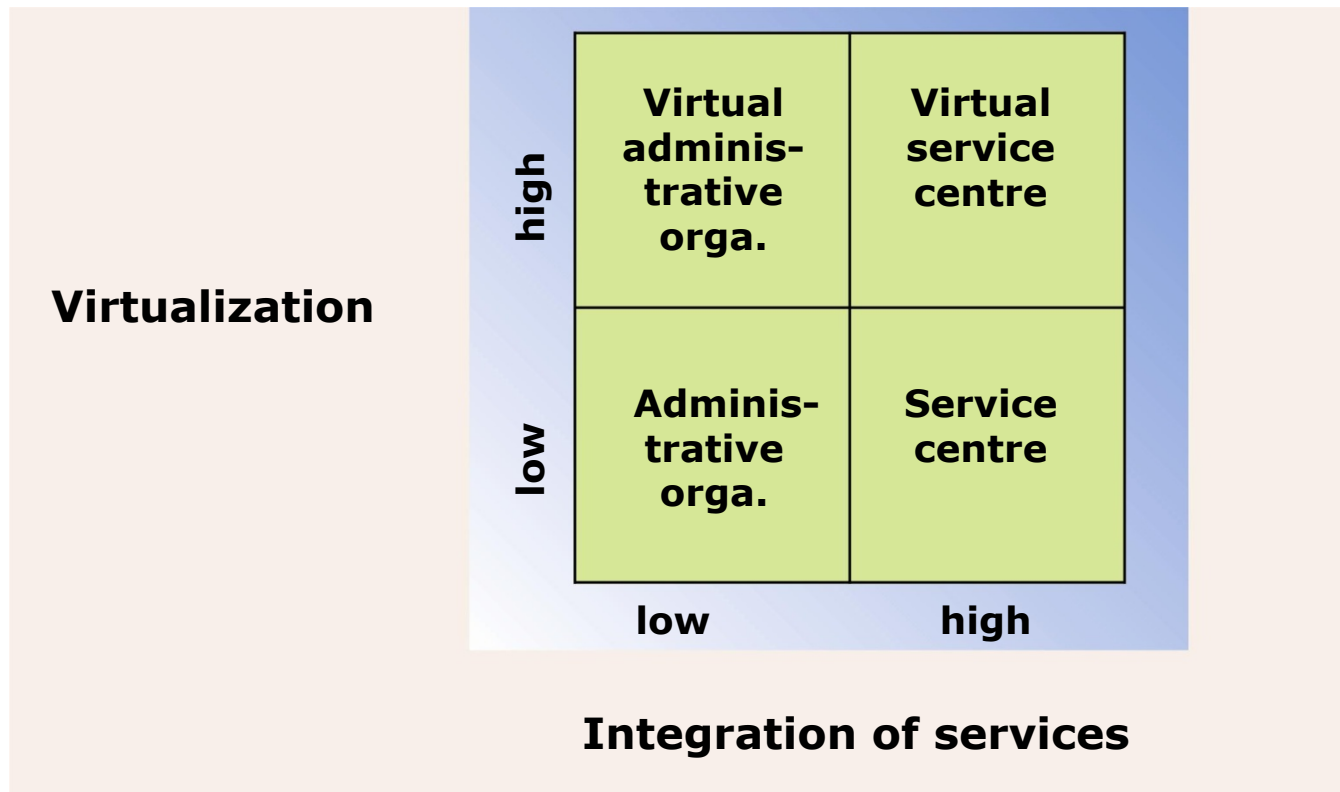 Virtual
adminis-
trative
orga.
Virtual
service
centre
high
Virtualization
Adminis-
trative
orga.
Service
centre
low
low
high
Integration of services